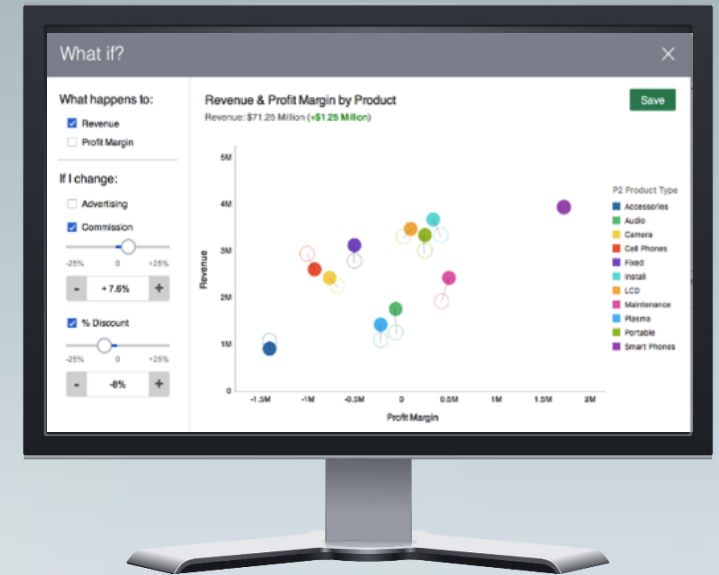 What if?
What happens to:
Revenue
Profit Margin
If I change:
Advertising
Commission
-25% 0 +25%
- +7.6% +
% Discount
-25% 0 +25%
- -8% +
Revenue & Profit Margin by Product
Revenue: $71.25 Million (+$1.25 Million)
Save
5M
4M
3M
2M
1M
0
Revenue
-1.5M -1M -0.5M 0 0.5M 1M 1.5M 2M
Profit Margin
P2 Product Type
Accessories
Audio
Camera
Cell Phones
Fixed
Install
LCD
Maintenance
Plasma
Portable
Smart Phones